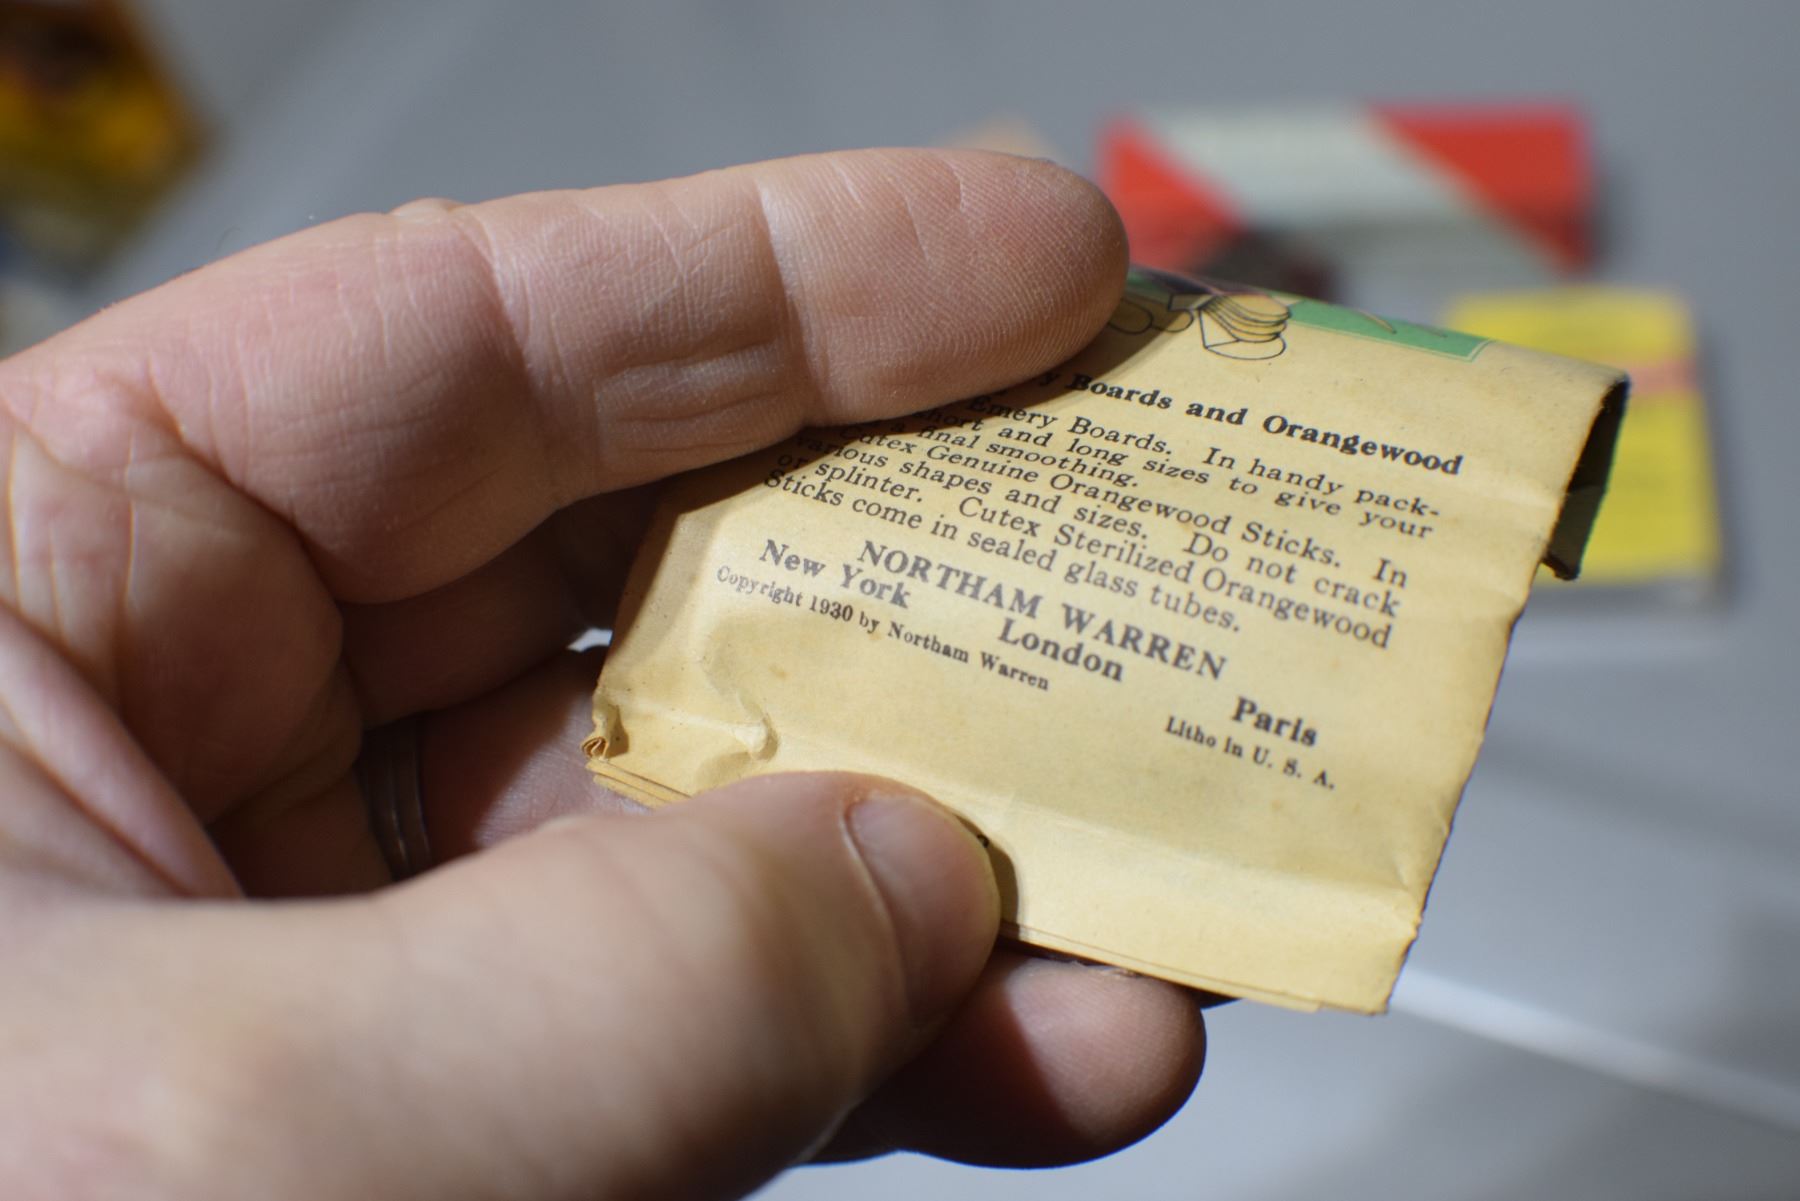 y Boards and Orangewood
Emery Boards. In handy pack-
short and long sizes to give your
a final smoothing.
Cutex Genuine Orangewood Sticks. In
various shapes and sizes. Do not crack
or splinter. Cutex Sterilized Orangewood
Sticks come in sealed glass tubes.
NORTHAM WARREN
New York London Paris
Copyright 1930 by Northam Warren Litho in U. S. A.